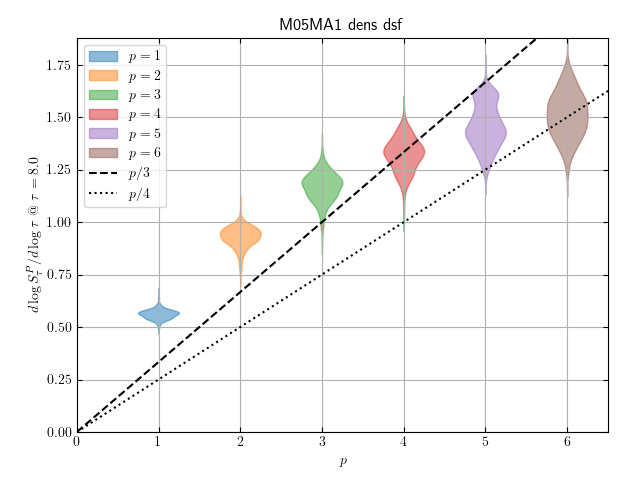 M05MA1 dens dsf
p = 1
p = 2
p = 3
p = 4
p = 5
p = 6
p/3
p/4
d log S_τ^P / d log τ @ τ = 8.0
1.75
1.50
1.25
1.00
0.75
0.50
0.25
0.00
0 1 2 3 4 5 6
p